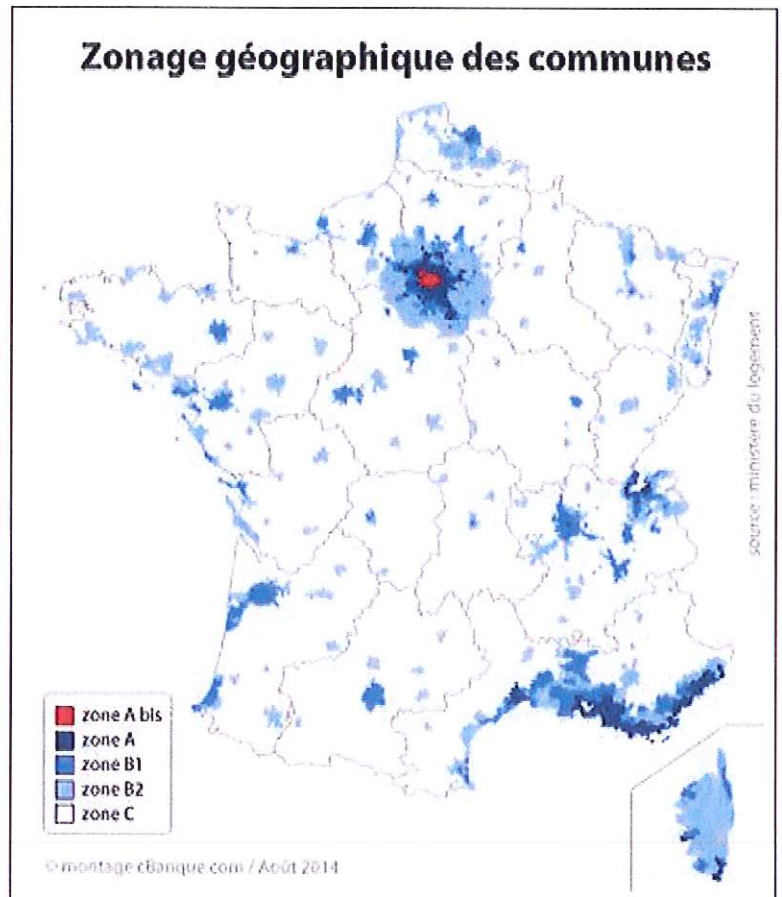 Zonage géographique des communes
source : ministère du logement
zone A bis
zone A
zone B1
zone B2
zone C
© montage cBanque.com / Août 2014